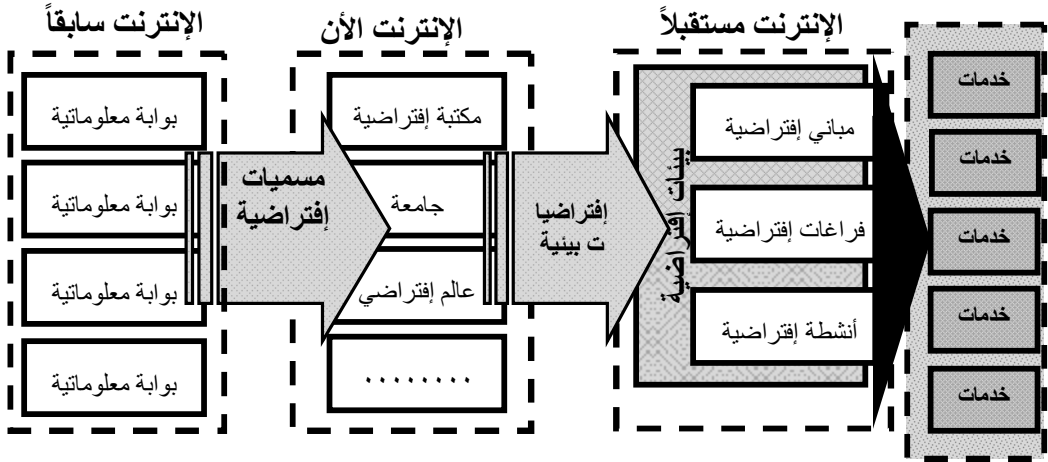 الإنترنت سابقاً
بوابة معلوماتية
بوابة معلوماتية
بوابة معلوماتية
بوابة معلوماتية
مسميات
إفتراضية
الإنترنت الأن
مكتبة إفتراضية
جامعة
عالم إفتراضي
........
إفتراضيا
ت بيئية
الإنترنت مستقبلاً
بيئات إفتراضية
مباني إفتراضية
فراغات إفتراضية
أنشطة إفتراضية
خدمات
خدمات
خدمات
خدمات
خدمات